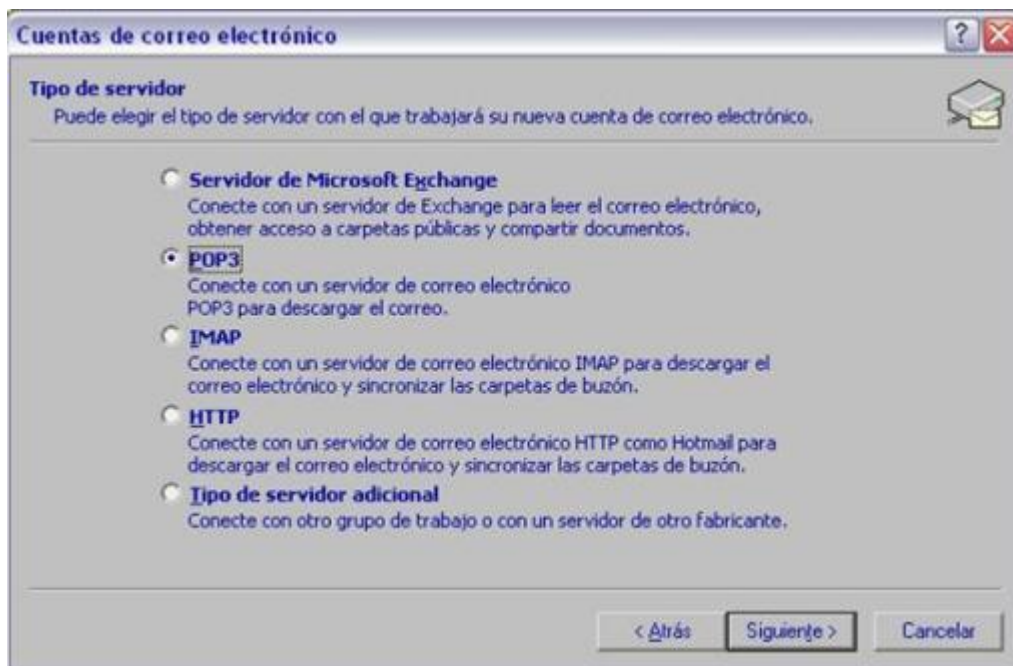 Cuentas de correo electrónico
Tipo de servidor
Puede elegir el tipo de servidor con el que trabajará su nueva cuenta de correo electrónico.
Servidor de Microsoft Exchange
Conecte con un servidor de Exchange para leer el correo electrónico,
obtener acceso a carpetas públicas y compartir documentos.
POP3
Conecte con un servidor de correo electrónico
POP3 para descargar el correo.
IMAP
Conecte con un servidor de correo electrónico IMAP para descargar el
correo electrónico y sincronizar las carpetas de buzón.
HTTP
Conecte con un servidor de correo electrónico HTTP como Hotmail para
descargar el correo electrónico y sincronizar las carpetas de buzón.
Tipo de servidor adicional
Conecte con otro grupo de trabajo o con un servidor de otro fabricante.
< Atrás Siguiente > Cancelar